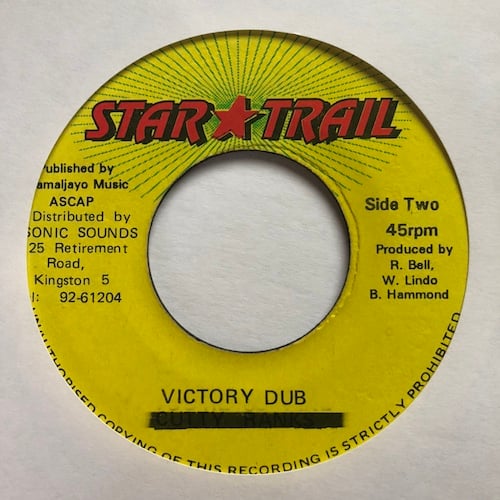 STAR TRAIL
ublished by
amaljayo Music
ASCAP
Distributed by
SONIC SOUNDS
25 Retirement
Road,
Kingston 5
l: 92-61204
Side Two
45rpm
Produced by
R. Bell,
W. Lindo
B. Hammond
VICTORY DUB
CUTTY RANKS
UNAUTHORISED COPYING OF THIS RECORDING IS STRICTLY PROHIBITED